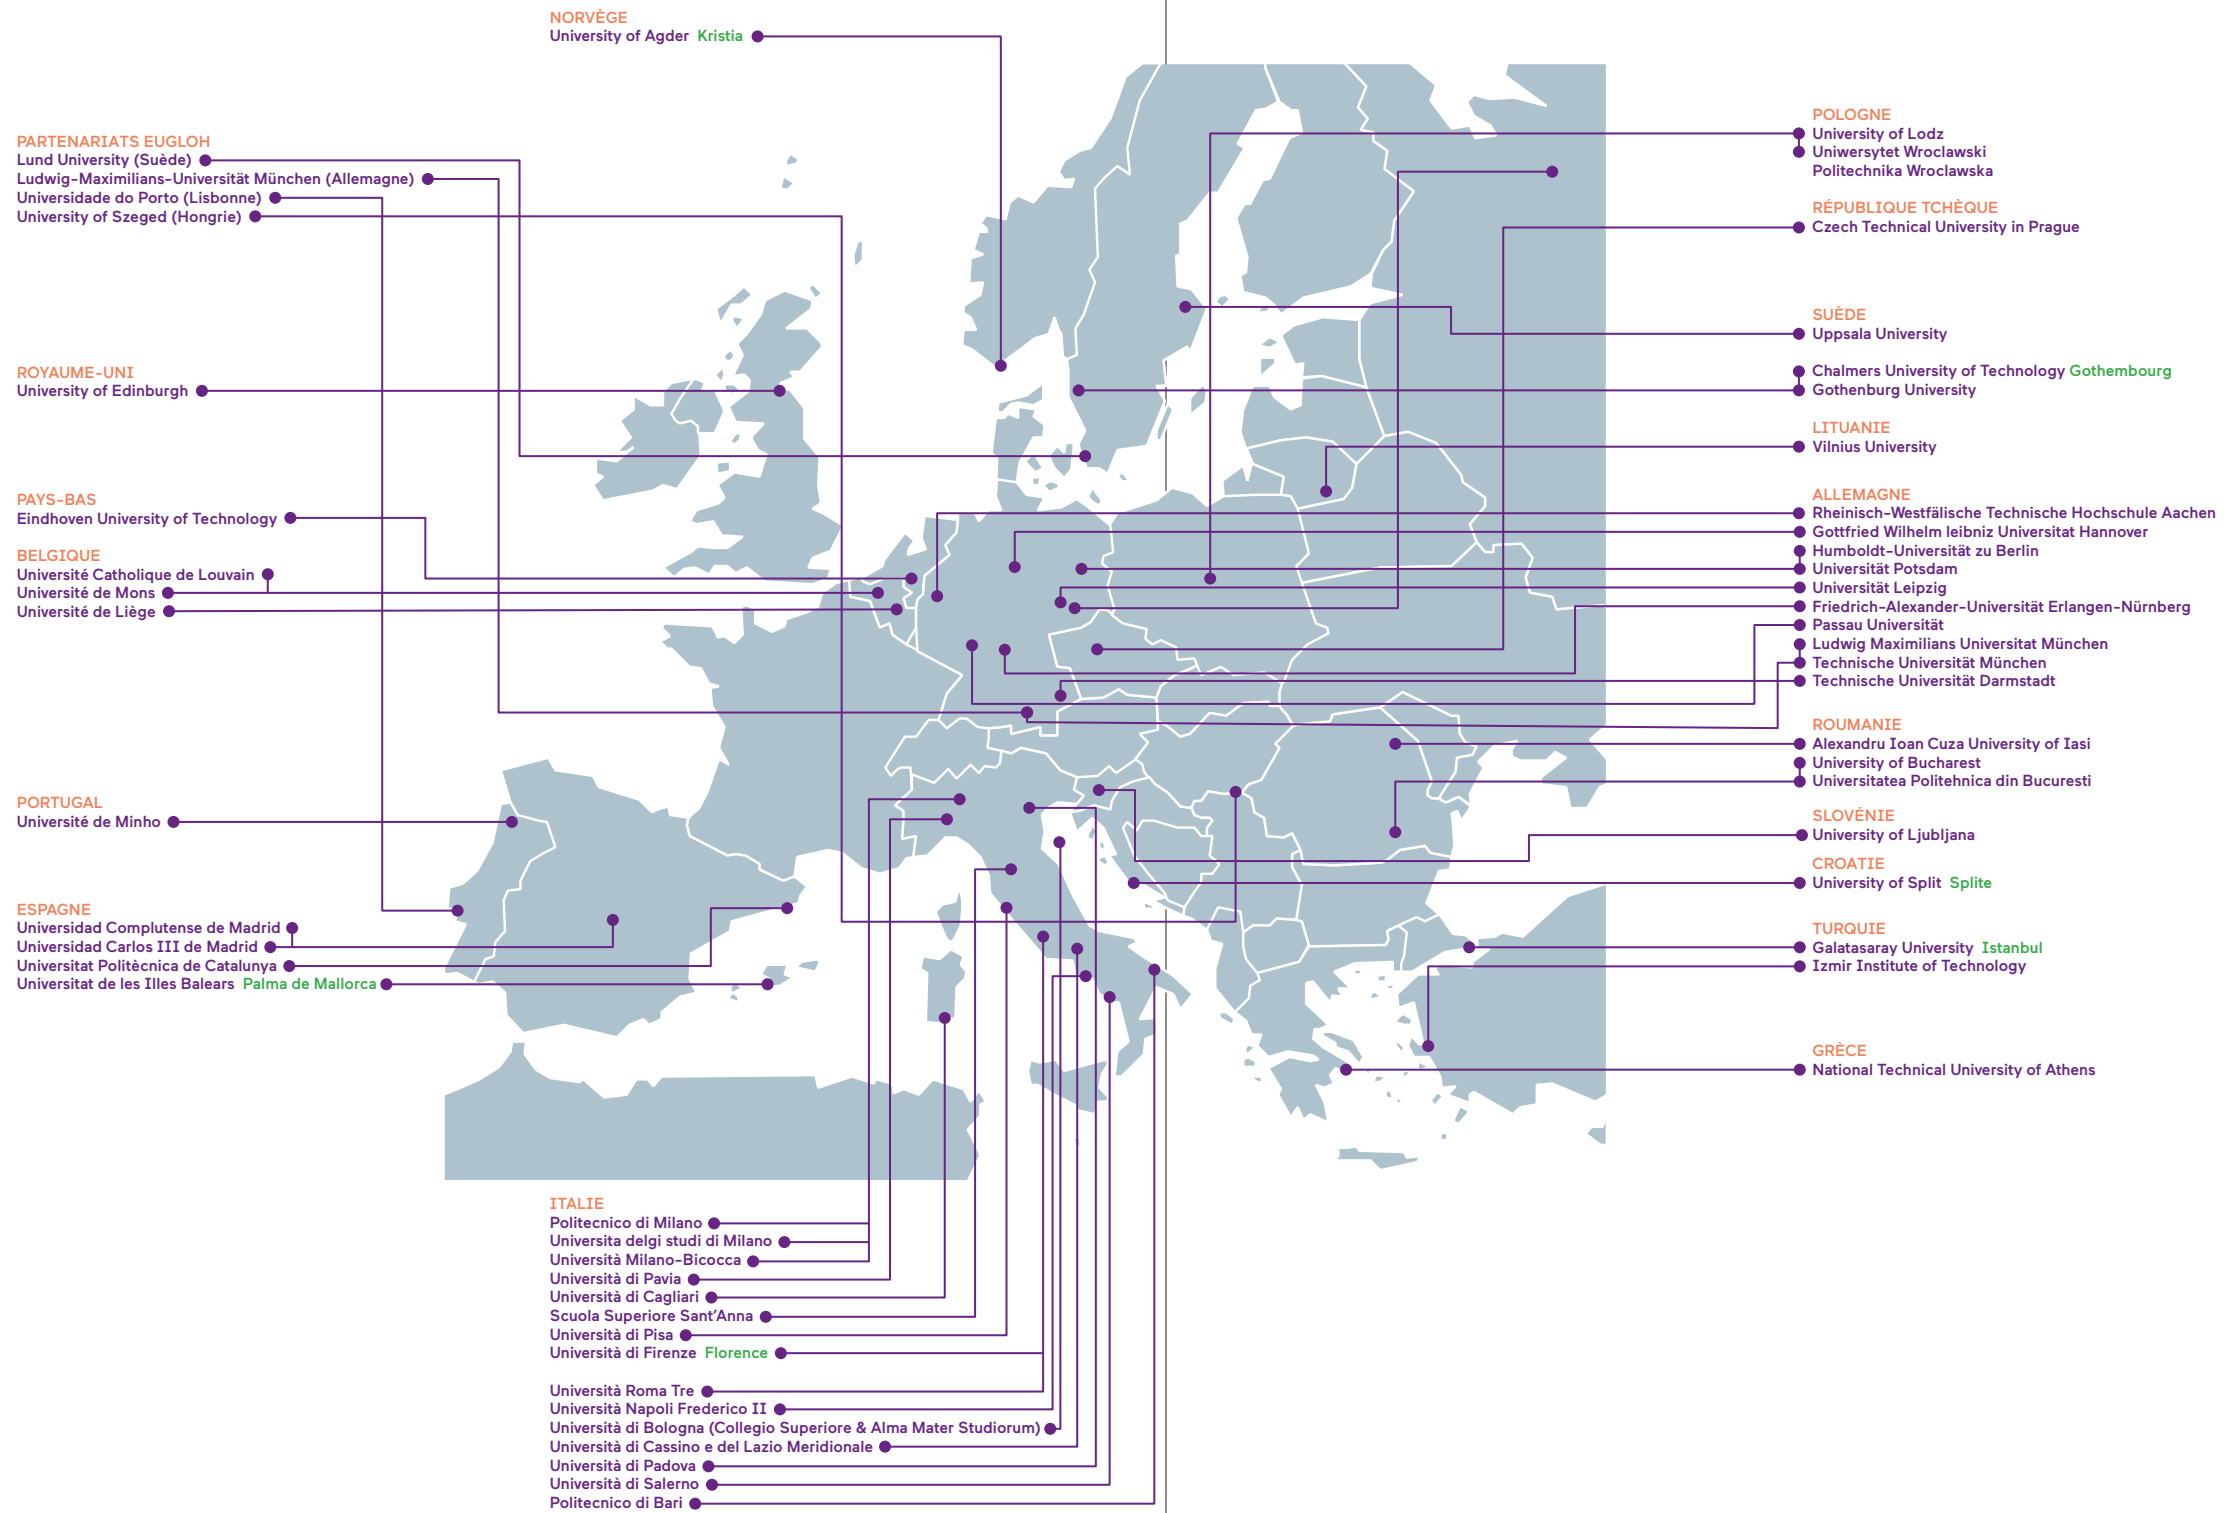 NORVÈGE
University of Agder Kristia
PARTENARIATS EUGLOH
Lund University (Suède)
Ludwig-Maximilians-Universität München (Allemagne)
Universidade do Porto (Lisbonne)
University of Szeged (Hongrie)
ROYAUME-UNI
University of Edinburgh
PAYS-BAS
Eindhoven University of Technology
BELGIQUE
Université Catholique de Louvain
Université de Mons
Université de Liège
PORTUGAL
Université de Minho
ESPAGNE
Universidad Complutense de Madrid
Universidad Carlos III de Madrid
Universitat Politècnica de Catalunya
Universitat de les Illes Balears Palma de Mallorca
POLOGNE
University of Lodz
Uniwersytet Wroclawski
Politechnika Wroclawska
RÉPUBLIQUE TCHÈQUE
Czech Technical University in Prague
SUÈDE
Uppsala University
Chalmers University of Technology Gothembourg
Gothenburg University
LITUANIE
Vilnius University
ALLEMAGNE
Rheinisch-Westfälische Technische Hochschule Aachen
Gottfried Wilhelm leibniz Universitat Hannover
Humboldt-Universität zu Berlin
Universität Potsdam
Universität Leipzig
Friedrich-Alexander-Universität Erlangen-Nürnberg
Passau Universität
Ludwig Maximilians Universitat München
Technische Universität München
Technische Universität Darmstadt
ROUMANIE
Alexandru Ioan Cuza University of Iasi
University of Bucharest
Universitatea Politehnica din Bucuresti
SLOVÉNIE
University of Ljubljana
CROATIE
University of Split Splite
TURQUIE
Galatasaray University Istanbul
Izmir Institute of Technology
GRÈCE
National Technical University of Athens
ITALIE
Politecnico di Milano
Universita delgi studi di Milano
Università Milano-Bicocca
Università di Pavia
Università di Cagliari
Scuola Superiore Sant'Anna
Università di Pisa
Università di Firenze Florence
Università Roma Tre
Università Napoli Frederico II
Università di Bologna (Collegio Superiore & Alma Mater Studiorum)
Università di Cassino e del Lazio Meridionale
Università di Padova
Università di Salerno
Politecnico di Bari